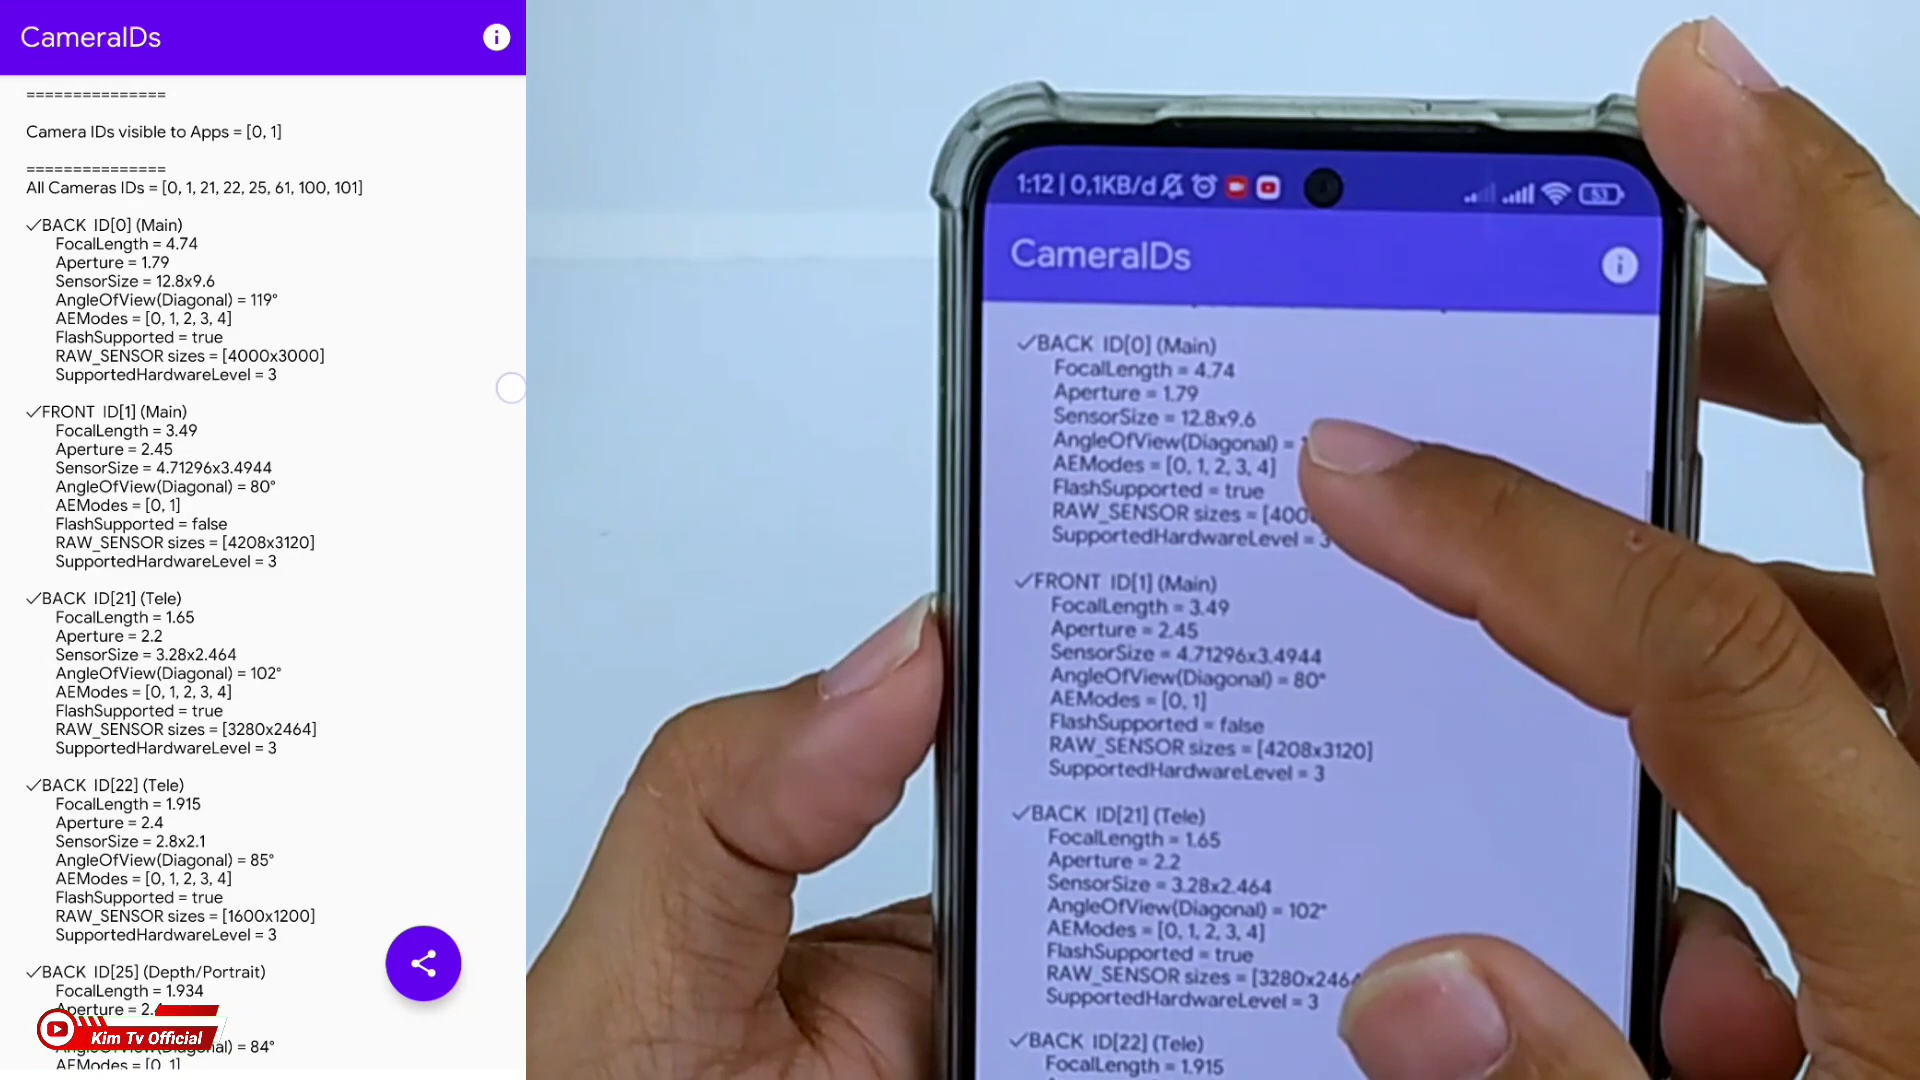 CameraIDs
===============
Camera IDs visible to Apps = [0, 1]
===============
All Cameras IDs = [0, 1, 21, 22, 25, 61, 100, 101]
✓BACK ID[0] (Main)
FocalLength = 4.74
Aperture = 1.79
SensorSize = 12.8x9.6
AngleOfView(Diagonal) = 119°
AEModes = [0, 1, 2, 3, 4]
FlashSupported = true
RAW_SENSOR sizes = [4000x3000]
SupportedHardwareLevel = 3
✓FRONT ID[1] (Main)
FocalLength = 3.49
Aperture = 2.45
SensorSize = 4.71296x3.4944
AngleOfView(Diagonal) = 80°
AEModes = [0, 1]
FlashSupported = false
RAW_SENSOR sizes = [4208x3120]
SupportedHardwareLevel = 3
✓BACK ID[21] (Tele)
FocalLength = 1.65
Aperture = 2.2
SensorSize = 3.28x2.464
AngleOfView(Diagonal) = 102°
AEModes = [0, 1, 2, 3, 4]
FlashSupported = true
RAW_SENSOR sizes = [3280x2464]
SupportedHardwareLevel = 3
✓BACK ID[22] (Tele)
FocalLength = 1.915
Aperture = 2.4
SensorSize = 2.8x2.1
AngleOfView(Diagonal) = 85°
AEModes = [0, 1, 2, 3, 4]
FlashSupported = true
RAW_SENSOR sizes = [1600x1200]
SupportedHardwareLevel = 3
✓BACK ID[25] (Depth/Portrait)
FocalLength = 1.934
Aperture = 2.
Kim Tv Official
AngleOfView(Diagonal) = 84°
AEModes = [0, 1]
1:12 | 0,1KB/d 53
CameraIDs
✓BACK ID[0] (Main)
FocalLength = 4.74
Aperture = 1.79
SensorSize = 12.8x9.6
AngleOfView(Diagonal) = 1
AEModes = [0, 1, 2, 3, 4]
FlashSupported = true
RAW_SENSOR sizes = [400
SupportedHardwareLevel = 3
✓FRONT ID[1] (Main)
FocalLength = 3.49
Aperture = 2.45
SensorSize = 4.71296x3.4944
AngleOfView(Diagonal) = 80°
AEModes = [0, 1]
FlashSupported = false
RAW_SENSOR sizes = [4208x3120]
SupportedHardwareLevel = 3
✓BACK ID[21] (Tele)
FocalLength = 1.65
Aperture = 2.2
SensorSize = 3.28x2.464
AngleOfView(Diagonal) = 102°
AEModes = [0, 1, 2, 3, 4]
FlashSupported = true
RAW_SENSOR sizes = [3280x2464
SupportedHardwareLevel = 3
✓BACK ID[22] (Tele)
FocalLength = 1.915